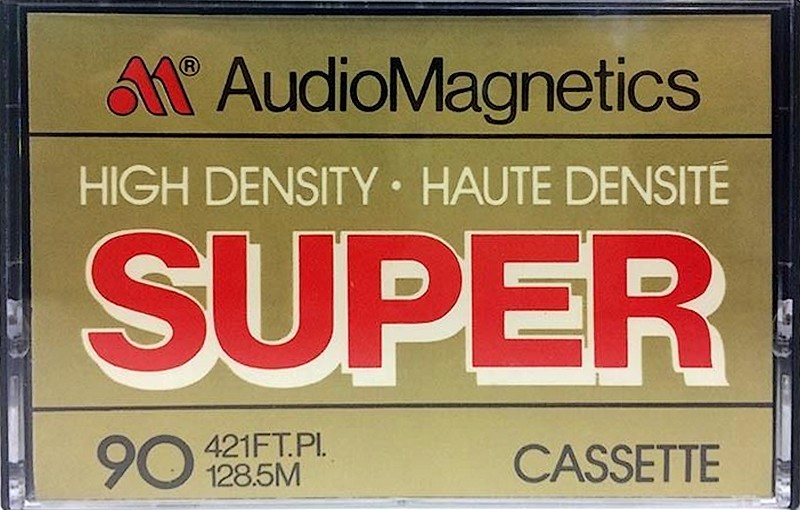 ® AudioMagnetics
HIGH DENSITY · HAUTE DENSITÉ
SUPER
90 421FT.PI.
128.5M
CASSETTE